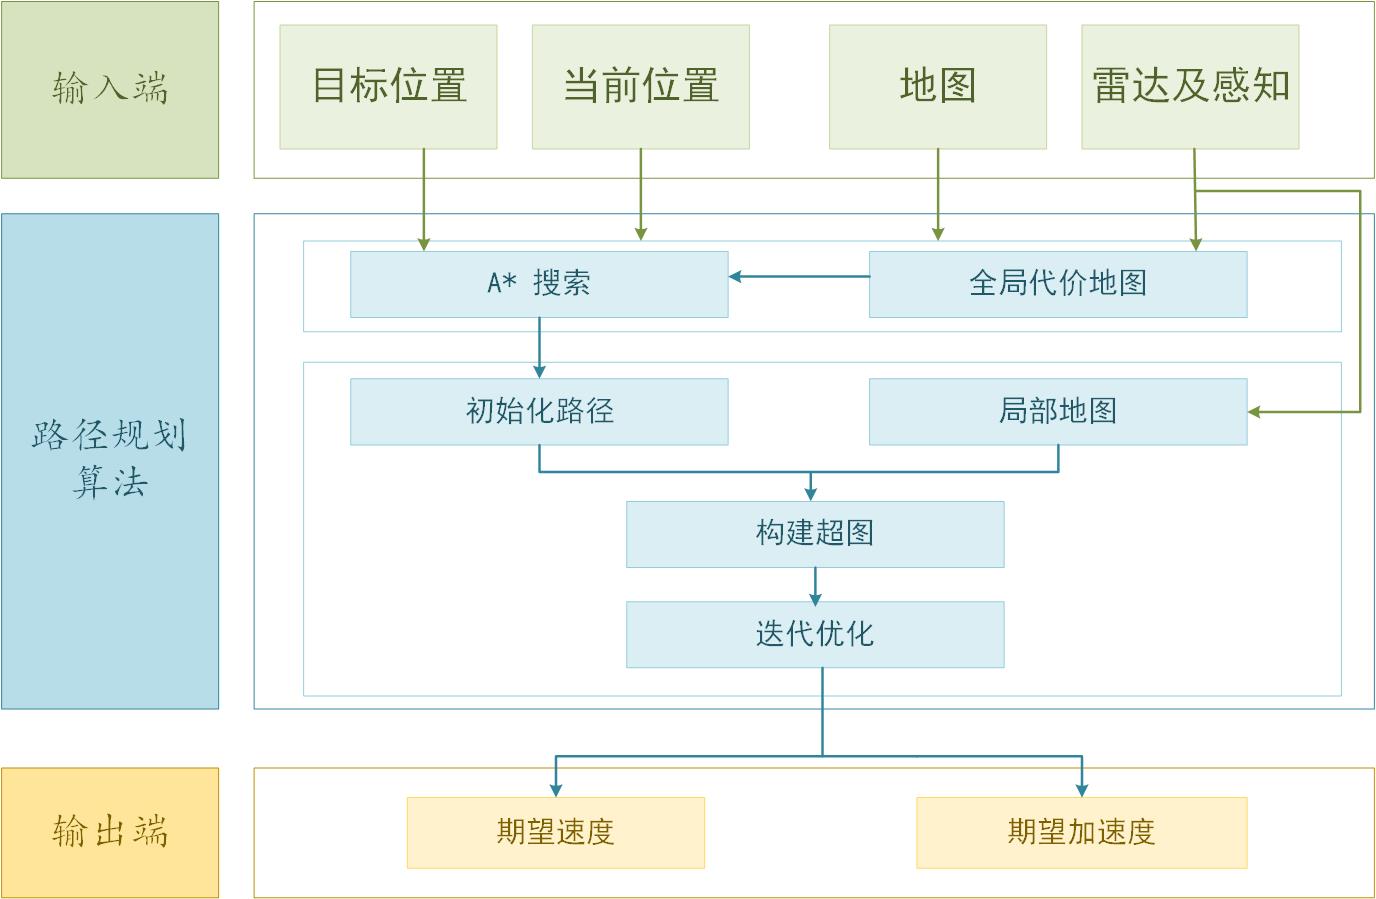 输入端
目标位置
当前位置
地图
雷达及感知
路径规划
算法
A* 搜索
全局代价地图
初始化路径
局部地图
构建超图
迭代优化
输出端
期望速度
期望加速度